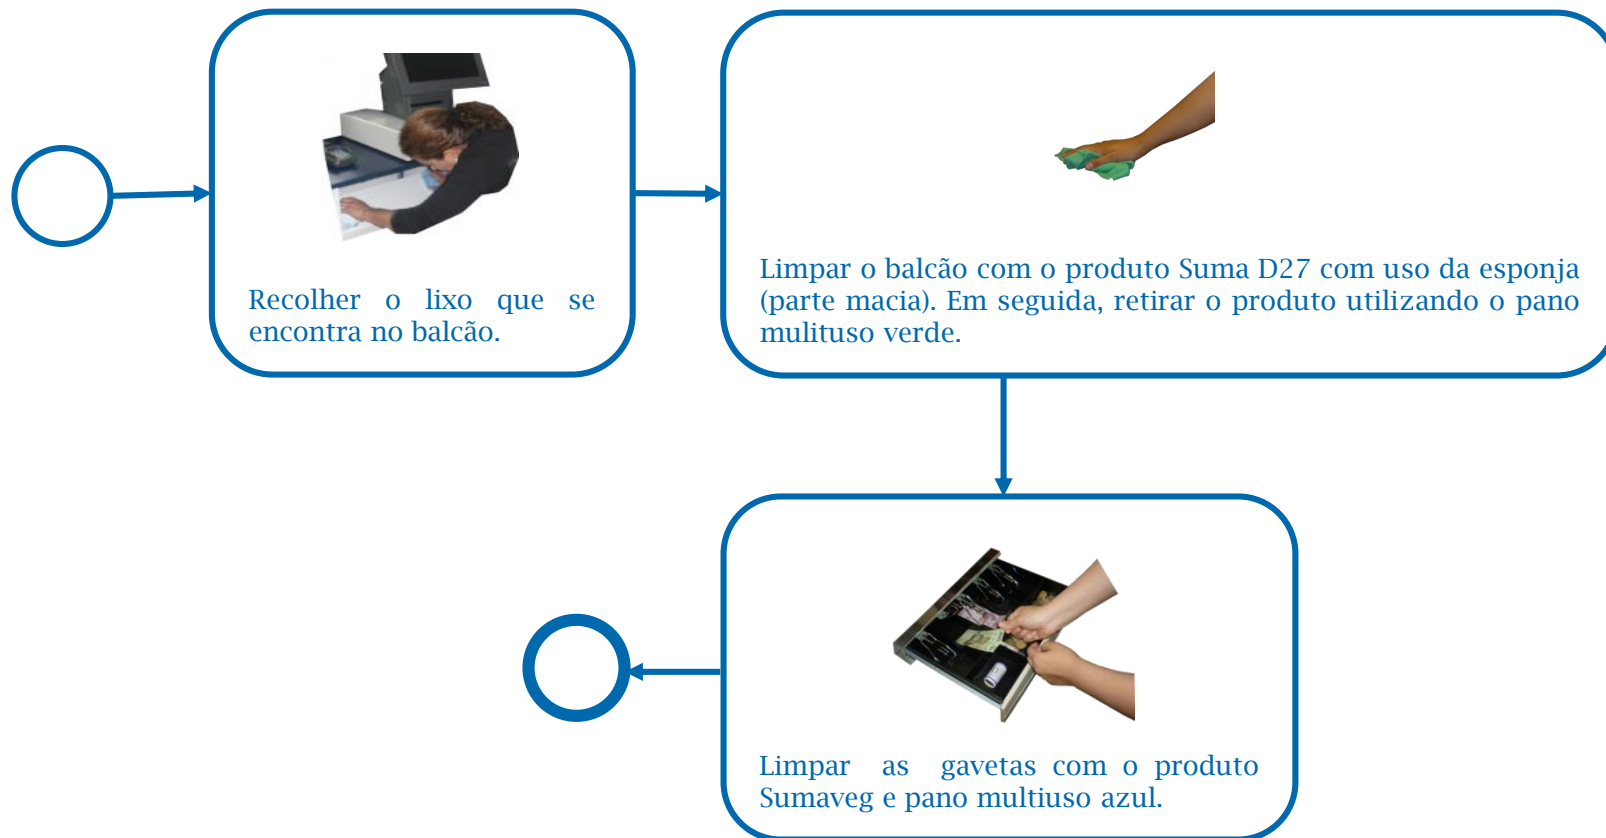 Recolher o lixo que se
encontra no balcão.
Limpar o balcão com o produto Suma D27 com uso da esponja
(parte macia). Em seguida, retirar o produto utilizando o pano
mulituso verde.
Limpar as gavetas com o produto
Sumaveg e pano multiuso azul.